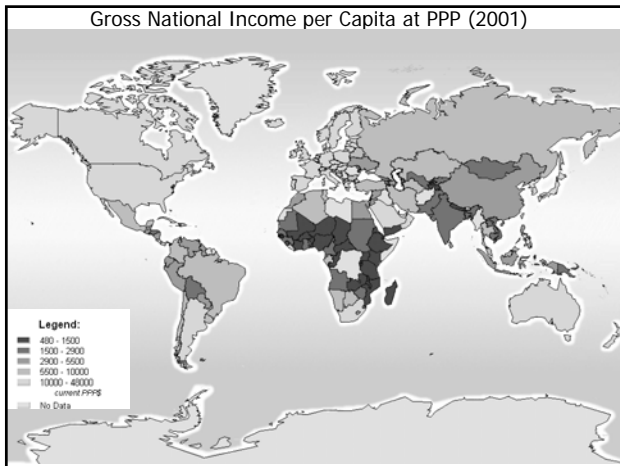 Gross National Income per Capita at PPP (2001)
Legend:
480 - 1500
1500 - 2900
2900 - 5500
5500 - 10000
10000 - 48000
current PPP$
No Data